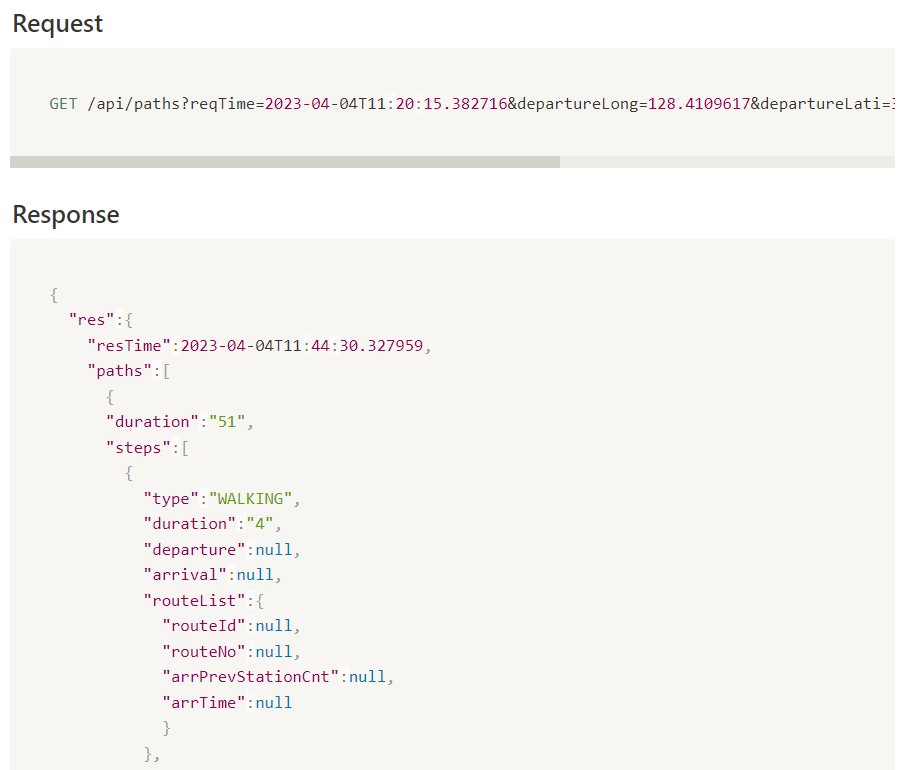 Request
GET /api/paths?reqTime=2023-04-04T11:20:15.382716&departureLong=128.4109617&departureLati=
Response
{
"res":{
"resTime":2023-04-04T11:44:30.327959,
"paths":[
{
"duration":"51",
"steps":[
{
"type":"WALKING",
"duration":"4",
"departure":null,
"arrival":null,
"routeList":{
"routeId":null,
"routeNo":null,
"arrPrevStationCnt":null,
"arrTime":null
}
},